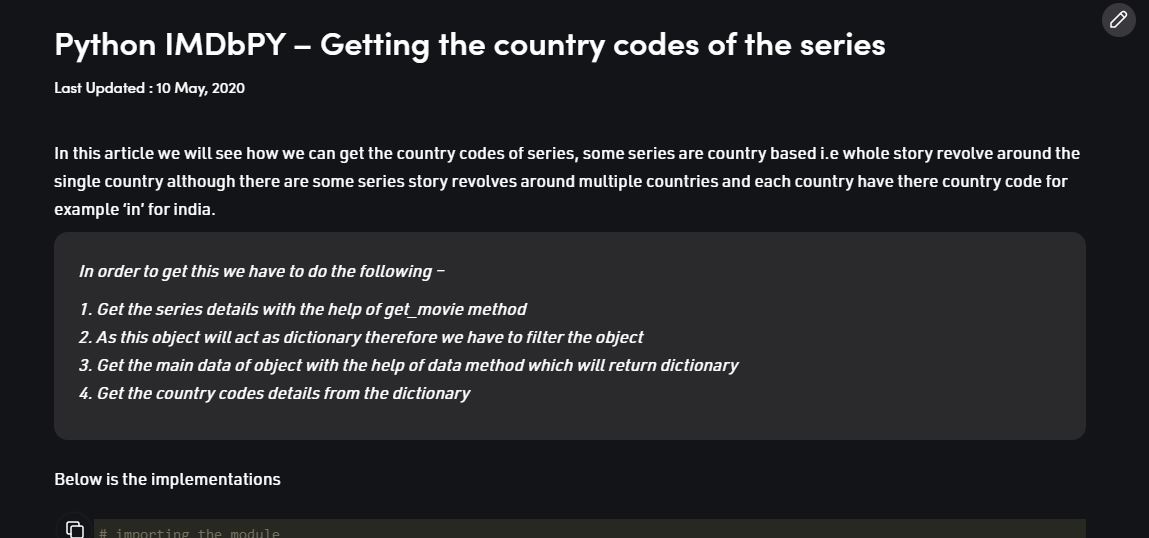 Python IMDbPY – Getting the country codes of the series
Last Updated : 10 May, 2020
In this article we will see how we can get the country codes of series, some series are country based i.e whole story revolve around the
single country although there are some series story revolves around multiple countries and each country have there country code for
example ‘in’ for india.
In order to get this we have to do the following –
1. Get the series details with the help of get_movie method
2. As this object will act as dictionary therefore we have to filter the object
3. Get the main data of object with the help of data method which will return dictionary
4. Get the country codes details from the dictionary
Below is the implementations
# importing the module